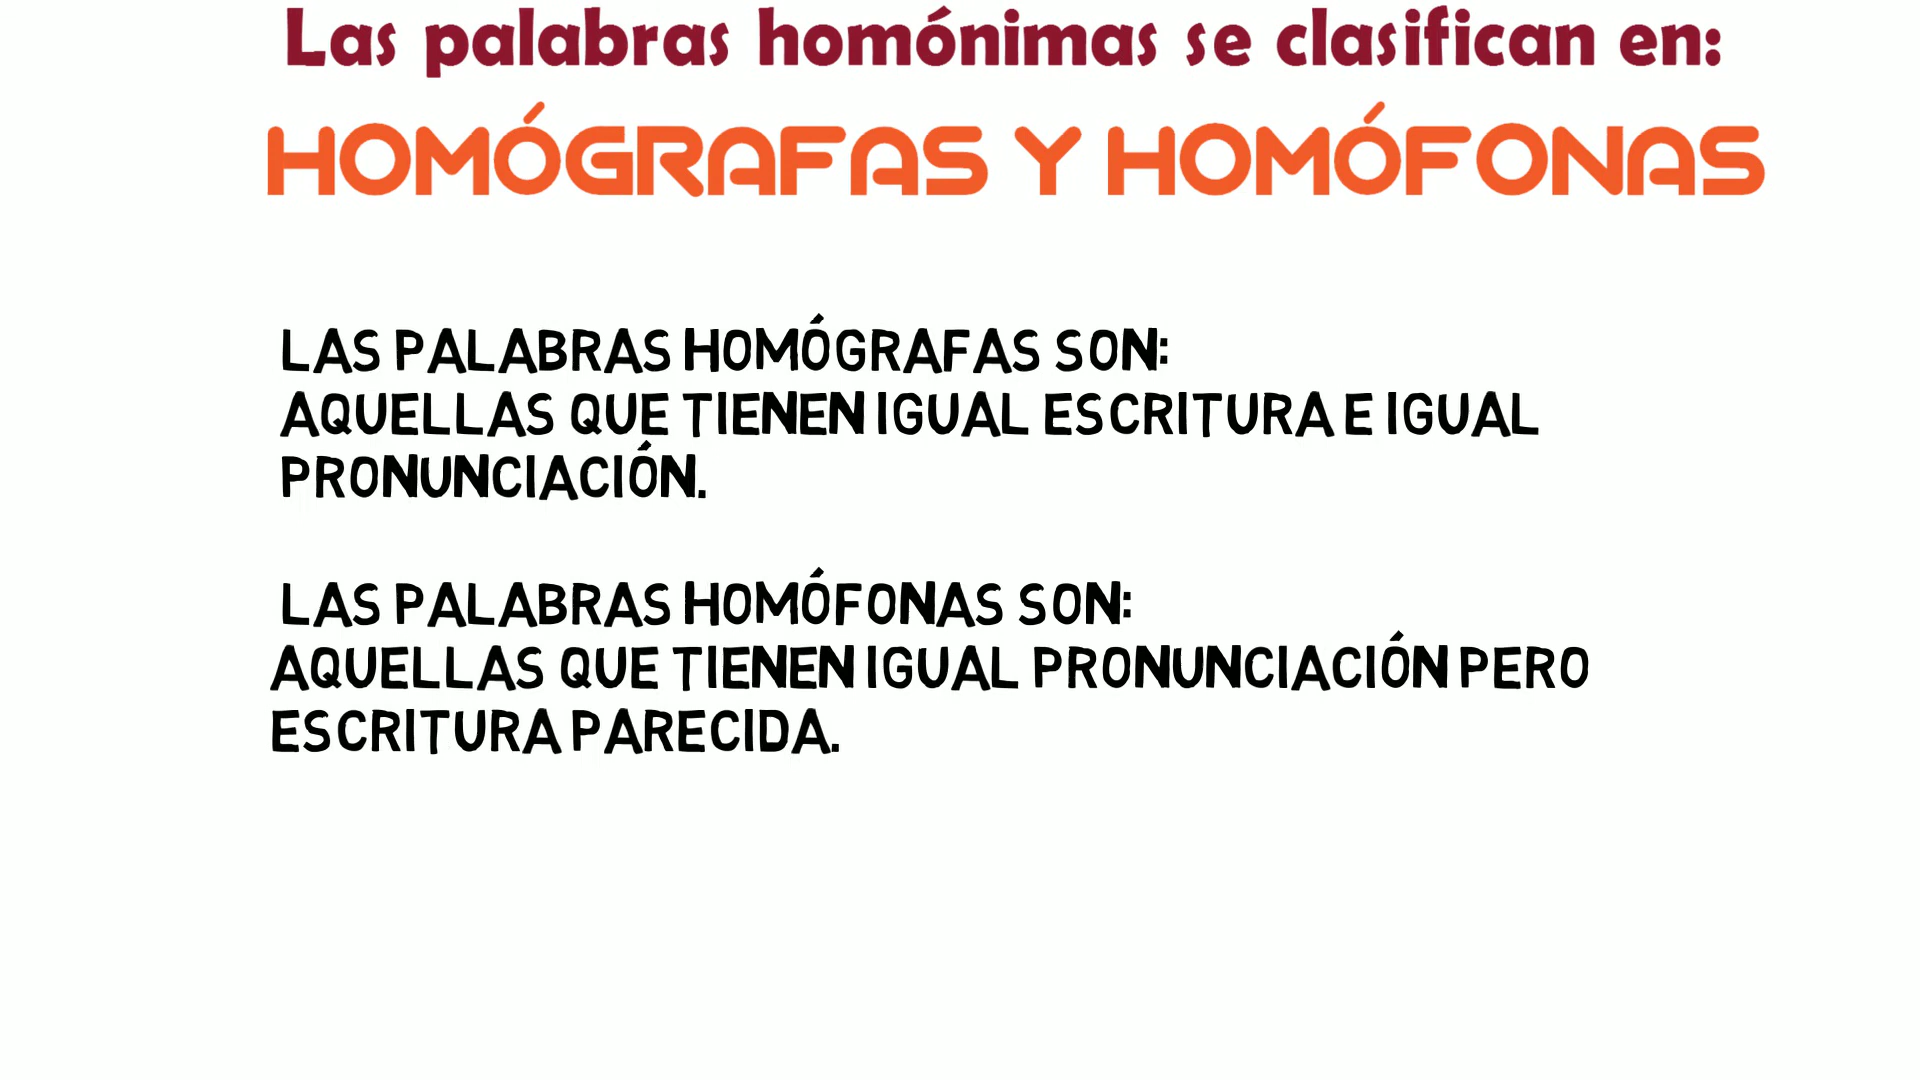 Las palabras homónimas se clasifican en:
HOMÓGRAFAS Y HOMÓFONAS
LAS PALABRAS HOMÓGRAFAS SON:
AQUELLAS QUE TIENEN IGUAL ESCRITURA E IGUAL
PRONUNCIACIÓN.
LAS PALABRAS HOMÓFONAS SON:
AQUELLAS QUE TIENEN IGUAL PRONUNCIACIÓN PERO
ESCRITURA PARECIDA.